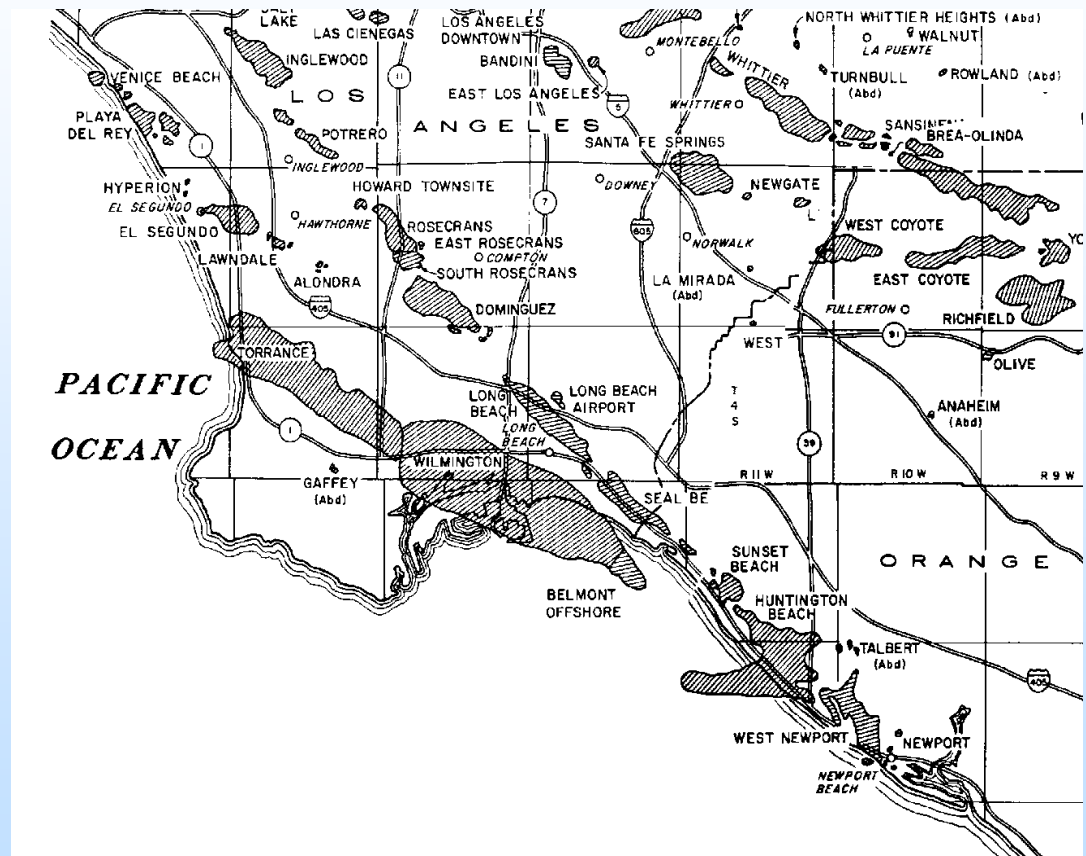 LAKE
LAS CIENEGAS
LOS ANGELES
DOWNTOWN
NORTH WHITTIER HEIGHTS (Abd)
WALNUT
LA PUENTE
MONTEBELLO
INGLEWOOD
BANDINI
WHITTIER
TURNBULL
(Abd)
ROWLAND (Abd)
VENICE BEACH
11
LOS
EAST LOS ANGELES
5
WHITTIER
PLAYA
DEL REY
POTRERO
ANGELES
SANTA FE SPRINGS
BREA-OLINDA
1
INGLEWOOD
HYPERION
EL SEGUNDO
HOWARD TOWNSITE
7
DOWNEY
NEWGATE
HAWTHORNE
EL SEGUNDO
ROSECRANS
605
WEST COYOTE
EAST ROSECRANS
NORWALK
COMPTON
LAWNDALE
SOUTH ROSECRANS
ALONDRA
LA MIRADA
(Abd)
EAST COYOTE
405
DOMINGUEZ
FULLERTON
RICHFIELD
WEST
91
TORRANCE
OLIVE
PACIFIC
OCEAN
LONG
BEACH
LONG BEACH
AIRPORT
T
4
S
ANAHEIM
(Abd)
LONG
BEACH
1
39
WILMINGTON
GAFFEY
(Abd)
R 11 W
R 10 W
R 9 W
SEAL BE
SUNSET
BEACH
ORANGE
BELMONT
OFFSHORE
HUNTINGTON
BEACH
TALBERT
(Abd)
405
WEST NEWPORT
NEWPORT
NEWPORT
BEACH